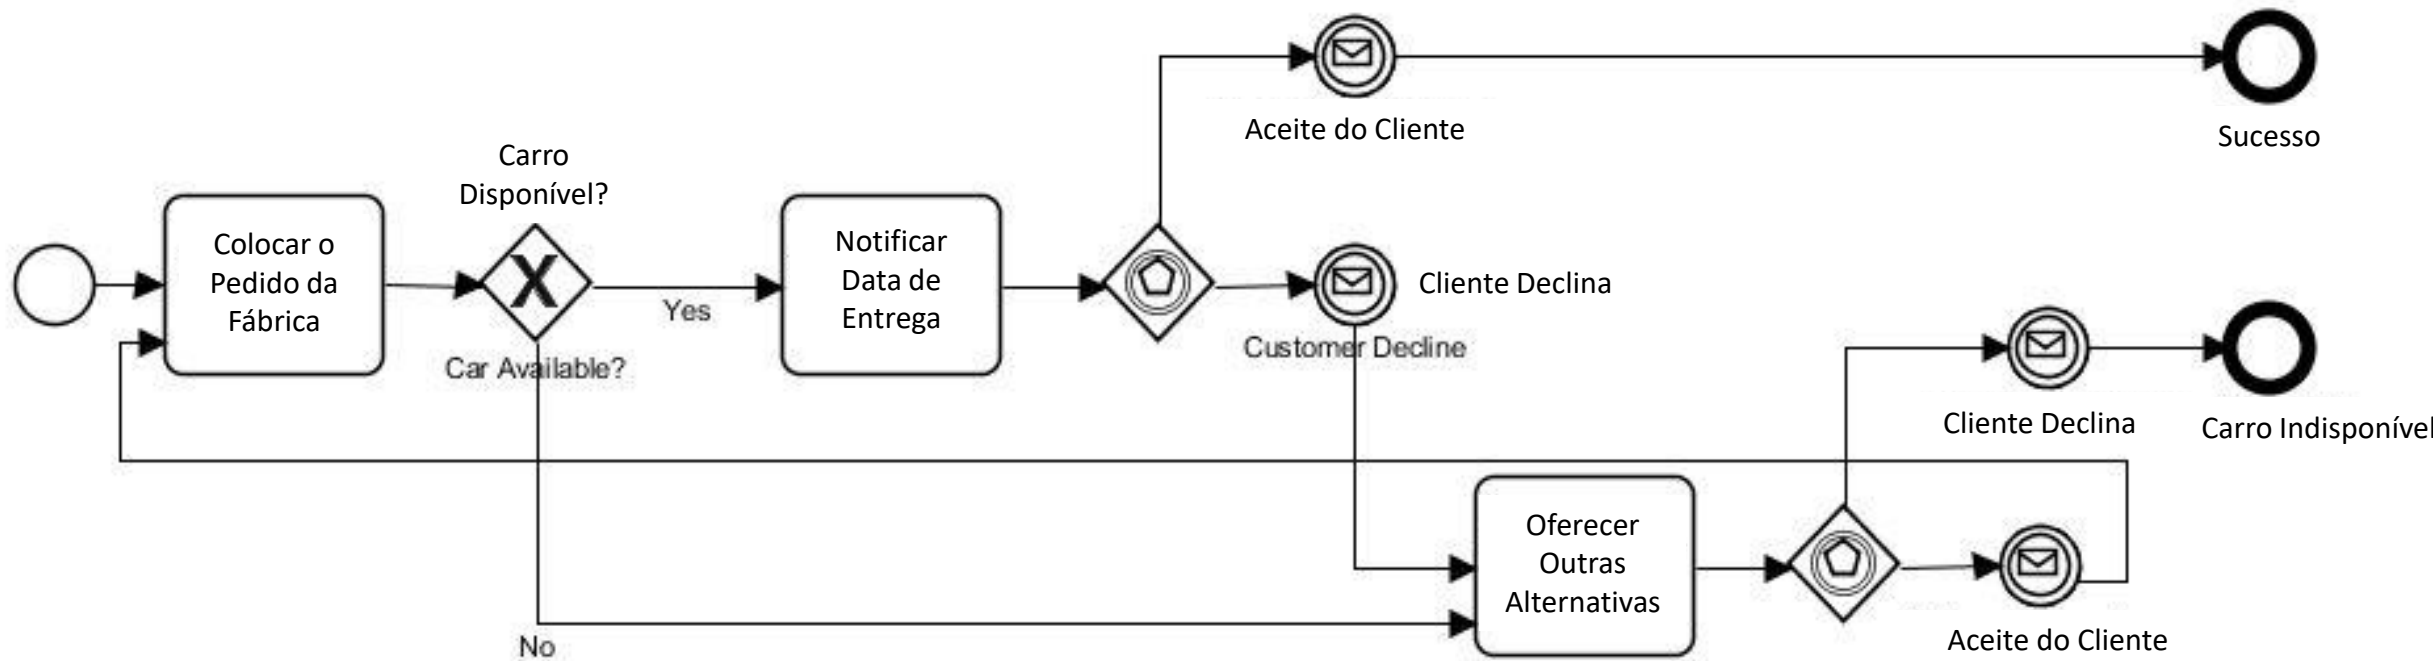 Aceite do Cliente
Sucesso
Carro
Disponível?
Colocar o
Pedido da
Fábrica
Yes
Car Available?
Notificar
Data de
Entrega
Cliente Declina
Customer Decline
Cliente Declina
Carro Indisponível
Oferecer
Outras
Alternativas
No
Aceite do Cliente